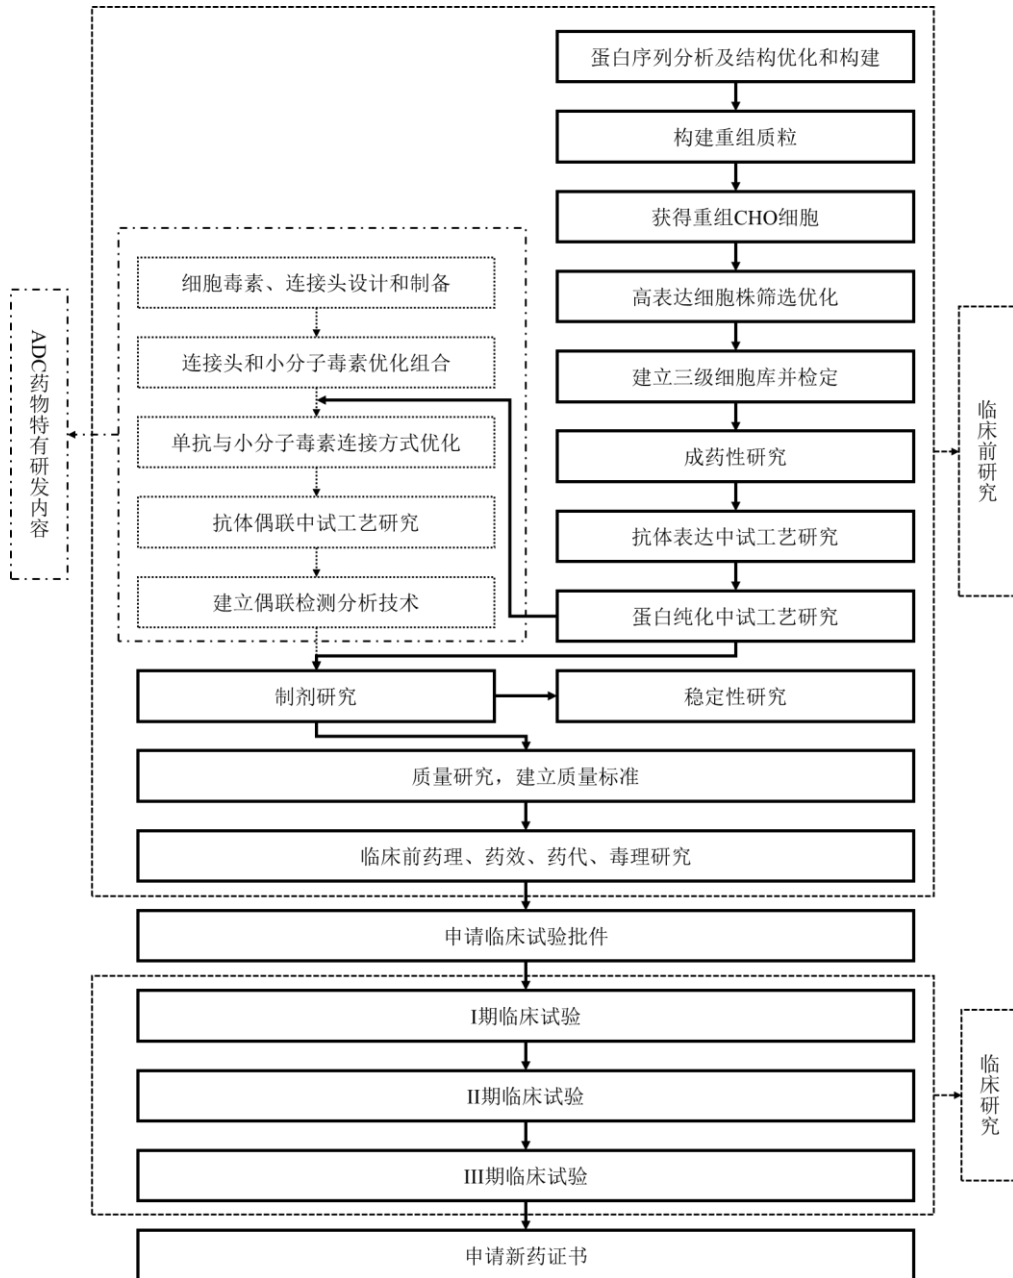 蛋白序列分析及结构优化和构建
构建重组质粒
获得重组CHO细胞
高表达细胞株筛选优化
建立三级细胞库并检定
成药性研究
抗体表达中试工艺研究
蛋白纯化中试工艺研究
细胞毒素、连接头设计和制备
连接头和小分子毒素优化组合
单抗与小分子毒素连接方式优化
抗体偶联中试工艺研究
建立偶联检测分析技术
ADC药物特有研发内容
临床前研究
制剂研究
稳定性研究
质量研究，建立质量标准
临床前药理、药效、药代、毒理研究
申请临床试验批件
I期临床试验
II期临床试验
III期临床试验
临床研究
申请新药证书